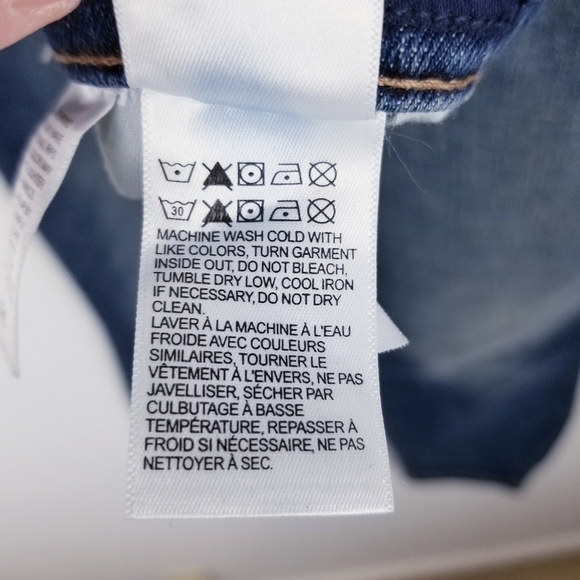 30
MACHINE WASH COLD WITH
LIKE COLORS, TURN GARMENT
INSIDE OUT, DO NOT BLEACH,
TUMBLE DRY LOW, COOL IRON
IF NECESSARY, DO NOT DRY
CLEAN.
LAVER À LA MACHINE À L'EAU
FROIDE AVEC COULEURS
SIMILAIRES, TOURNER LE
VÊTEMENT À L'ENVERS, NE PAS
JAVELLISER, SÉCHER PAR
CULBUTAGE À BASSE
TEMPÉRATURE, REPASSER À
FROID SI NÉCESSAIRE, NE PAS
NETTOYER À SEC.